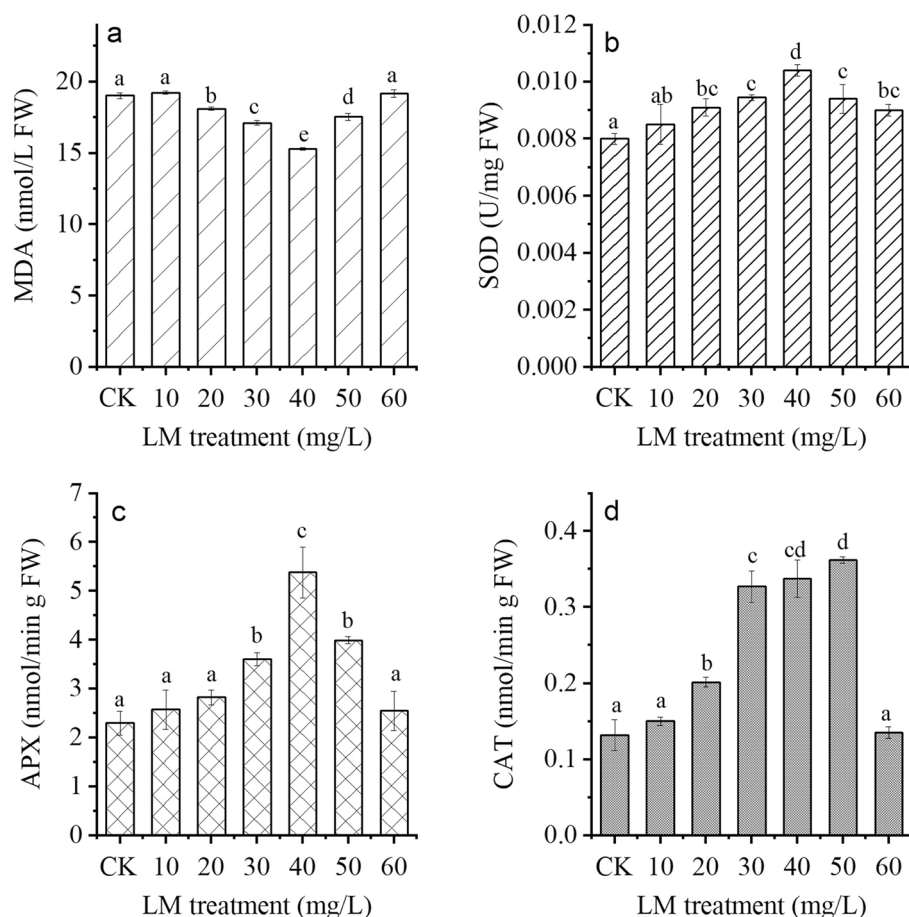 a
MDA (nmol/L FW)
20
15
10
5
0
a a b c e d a
CK 10 20 30 40 50 60
LM treatment (mg/L)
b
SOD (U/mg FW)
0.012
0.010
0.008
0.006
0.004
0.002
0.000
a ab bc c d c bc
CK 10 20 30 40 50 60
LM treatment (mg/L)
c
APX (nmol/min g FW)
7
6
5
4
3
2
1
0
a a a b c b a
CK 10 20 30 40 50 60
LM treatment (mg/L)
d
CAT (nmol/min g FW)
0.4
0.3
0.2
0.1
0.0
a a b c cd d a
CK 10 20 30 40 50 60
LM treatment (mg/L)